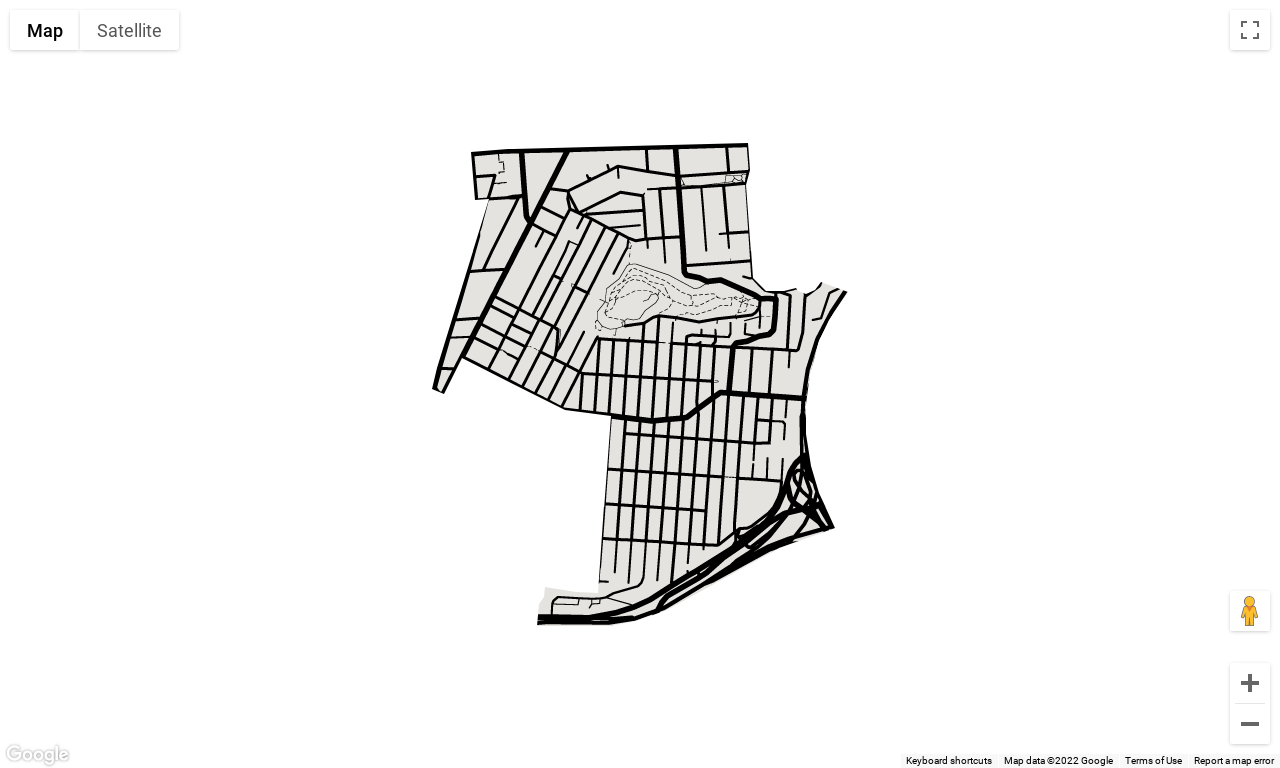 Map Satellite
Google
Keyboard shortcuts Map data ©2022 Google Terms of Use Report a map error